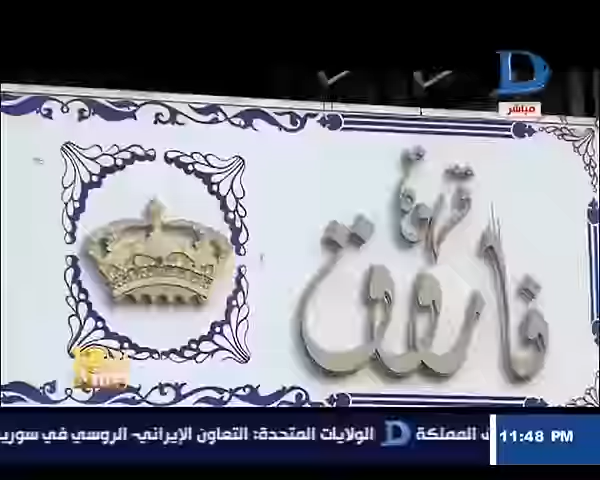 مباشر
قهوة
فاروق
المملكة D الولايات المتحدة: التعاون الإيراني- الروسي في سوريا
11:48 PM